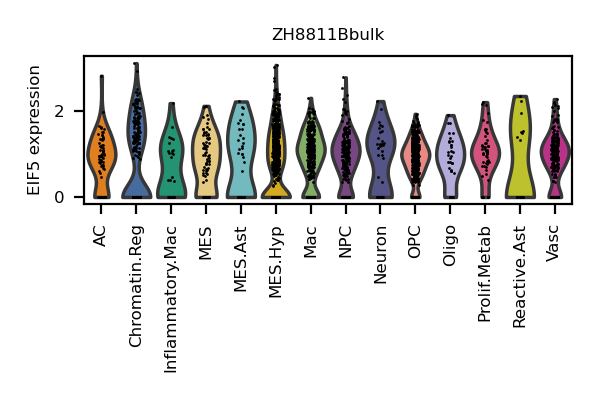 ZH8811Bbulk
EIF5 expression
2
0
AC
Chromatin.Reg
Inflammatory.Mac
MES
MES.Ast
MES.Hyp
Mac
NPC
Neuron
OPC
Oligo
Prolif.Metab
Reactive.Ast
Vasc